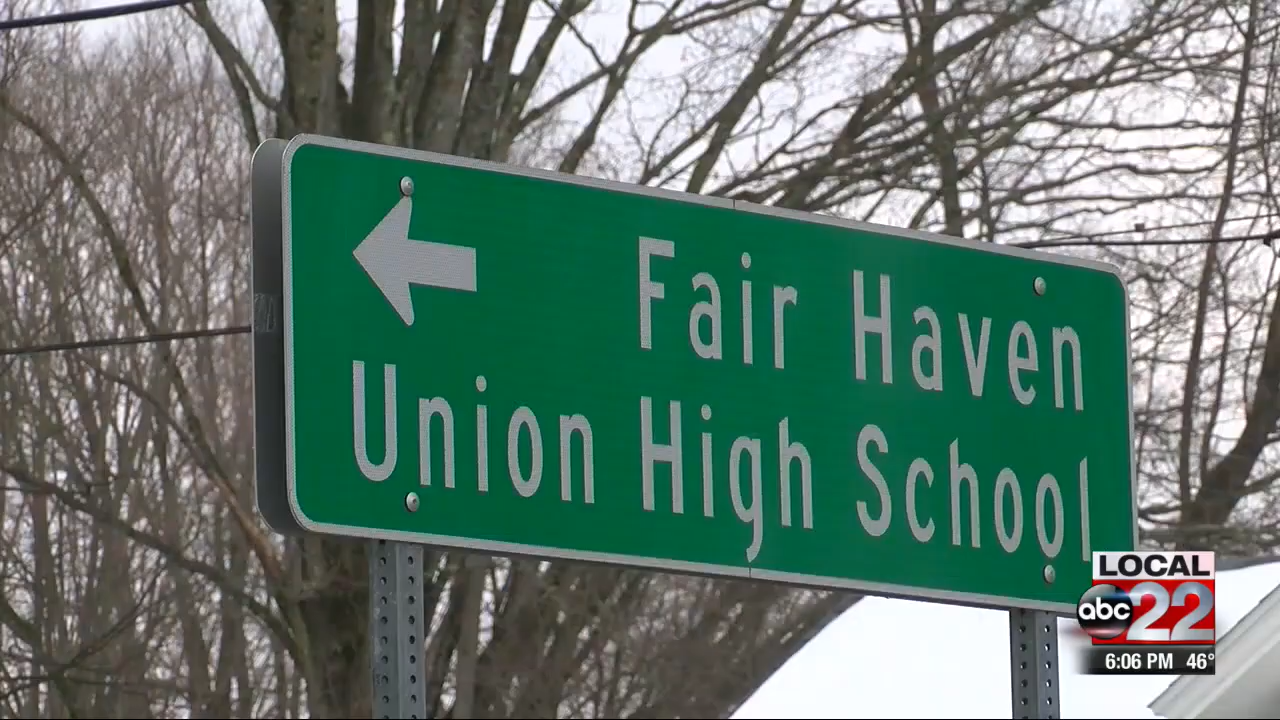 Fair Haven
Union High School
LOCAL
abc 22
6:06 PM 46°